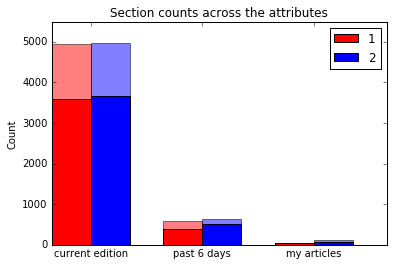 Section counts across the attributes
1
2
Count
5000
4000
3000
2000
1000
0
current edition
past 6 days
my articles